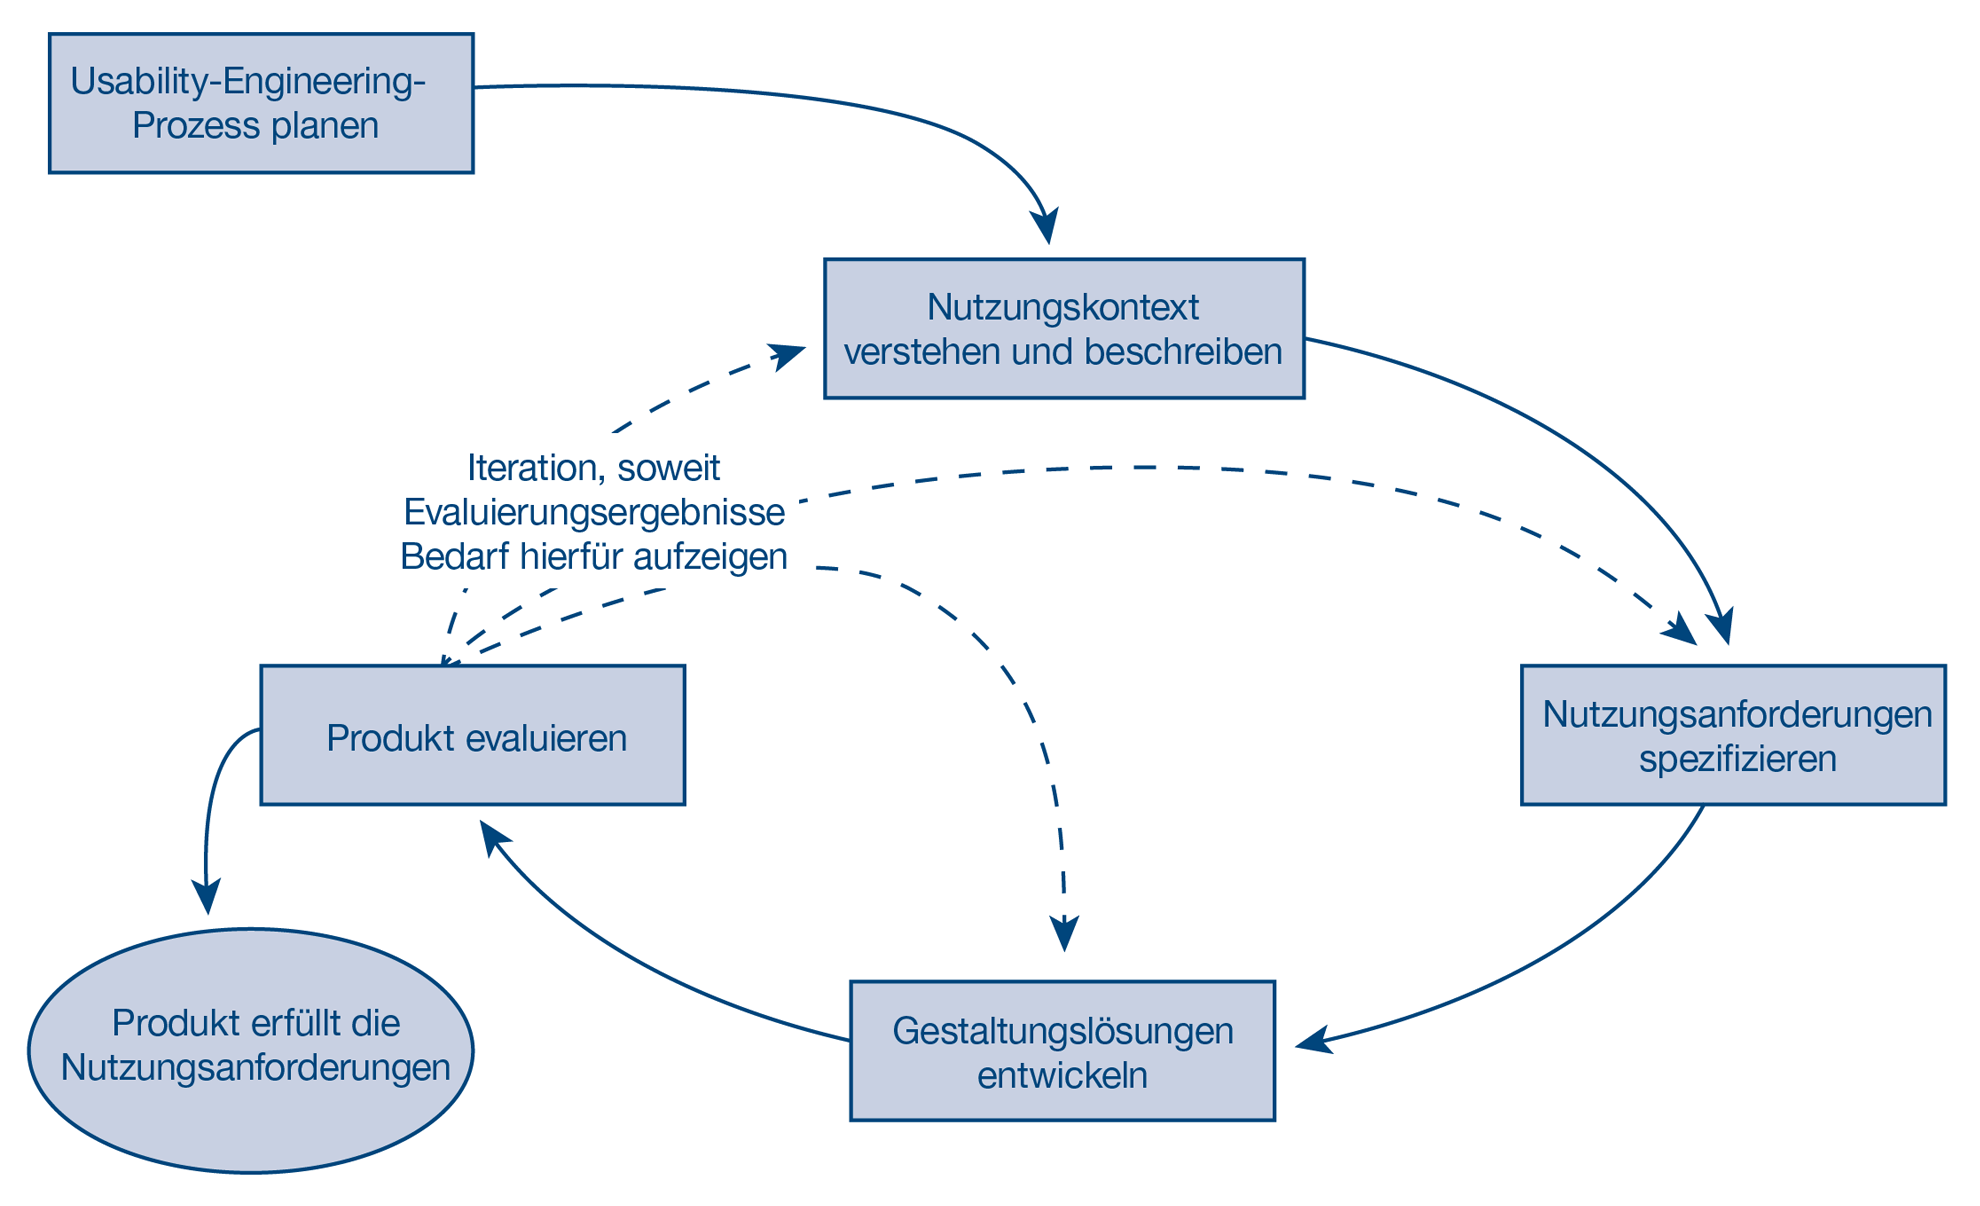 Usability-Engineering-
Prozess planen
Nutzungskontext
verstehen und beschreiben
Iteration, soweit
Evaluierungsergebnisse
Bedarf hierfür aufzeigen
Nutzungsanforderungen
spezifizieren
Produkt evaluieren
Gestaltungslösungen
entwickeln
Produkt erfüllt die
Nutzungsanforderungen